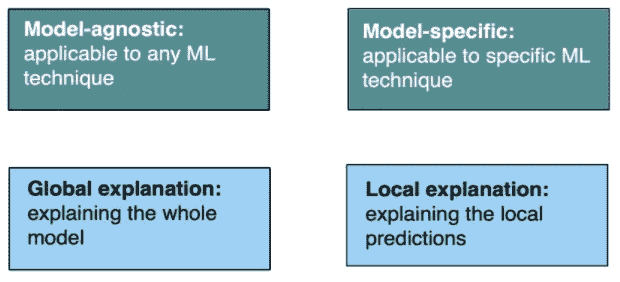 Model-agnostic:
applicable to any ML
technique
Model-specific:
applicable to specific ML
technique
Global explanation:
explaining the whole
model
Local explanation:
explaining the local
predictions